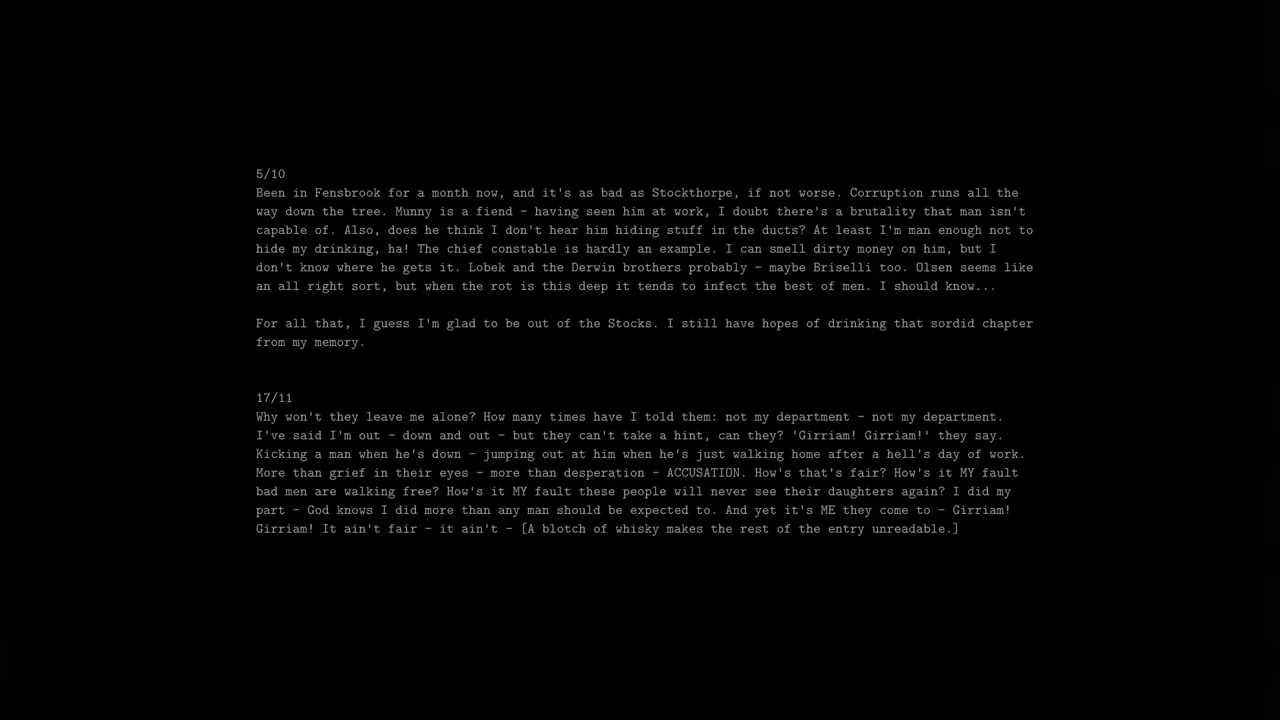 5/10
Been in Fensbrook for a month now, and it's as bad as Stockthorpe, if not worse. Corruption runs all the
way down the tree. Munny is a fiend – having seen him at work, I doubt there's a brutality that man isn't
capable of. Also, does he think I don't hear him hiding stuff in the ducts? At least I'm man enough not to
hide my drinking, ha! The chief constable is hardly an example. I can smell dirty money on him, but I
don't know where he gets it. Lobek and the Derwin brothers probably – maybe Briselli too. Olsen seems like
an all right sort, but when the rot is this deep it tends to infect the best of men. I should know...
For all that, I guess I'm glad to be out of the Stocks. I still have hopes of drinking that sordid chapter
from my memory.
17/11
Why won't they leave me alone? How many times have I told them: not my department – not my department.
I've said I'm out – down and out – but they can't take a hint, can they? 'Girriam! Girriam!' they say.
Kicking a man when he's down – jumping out at him when he's just walking home after a hell's day of work.
More than grief in their eyes – more than desperation – ACCUSATION. How's that's fair? How's it MY fault
bad men are walking free? How's it MY fault these people will never see their daughters again? I did my
part – God knows I did more than any man should be expected to. And yet it's ME they come to – Girriam!
Girriam! It ain't fair – it ain't – [A blotch of whisky makes the rest of the entry unreadable.]